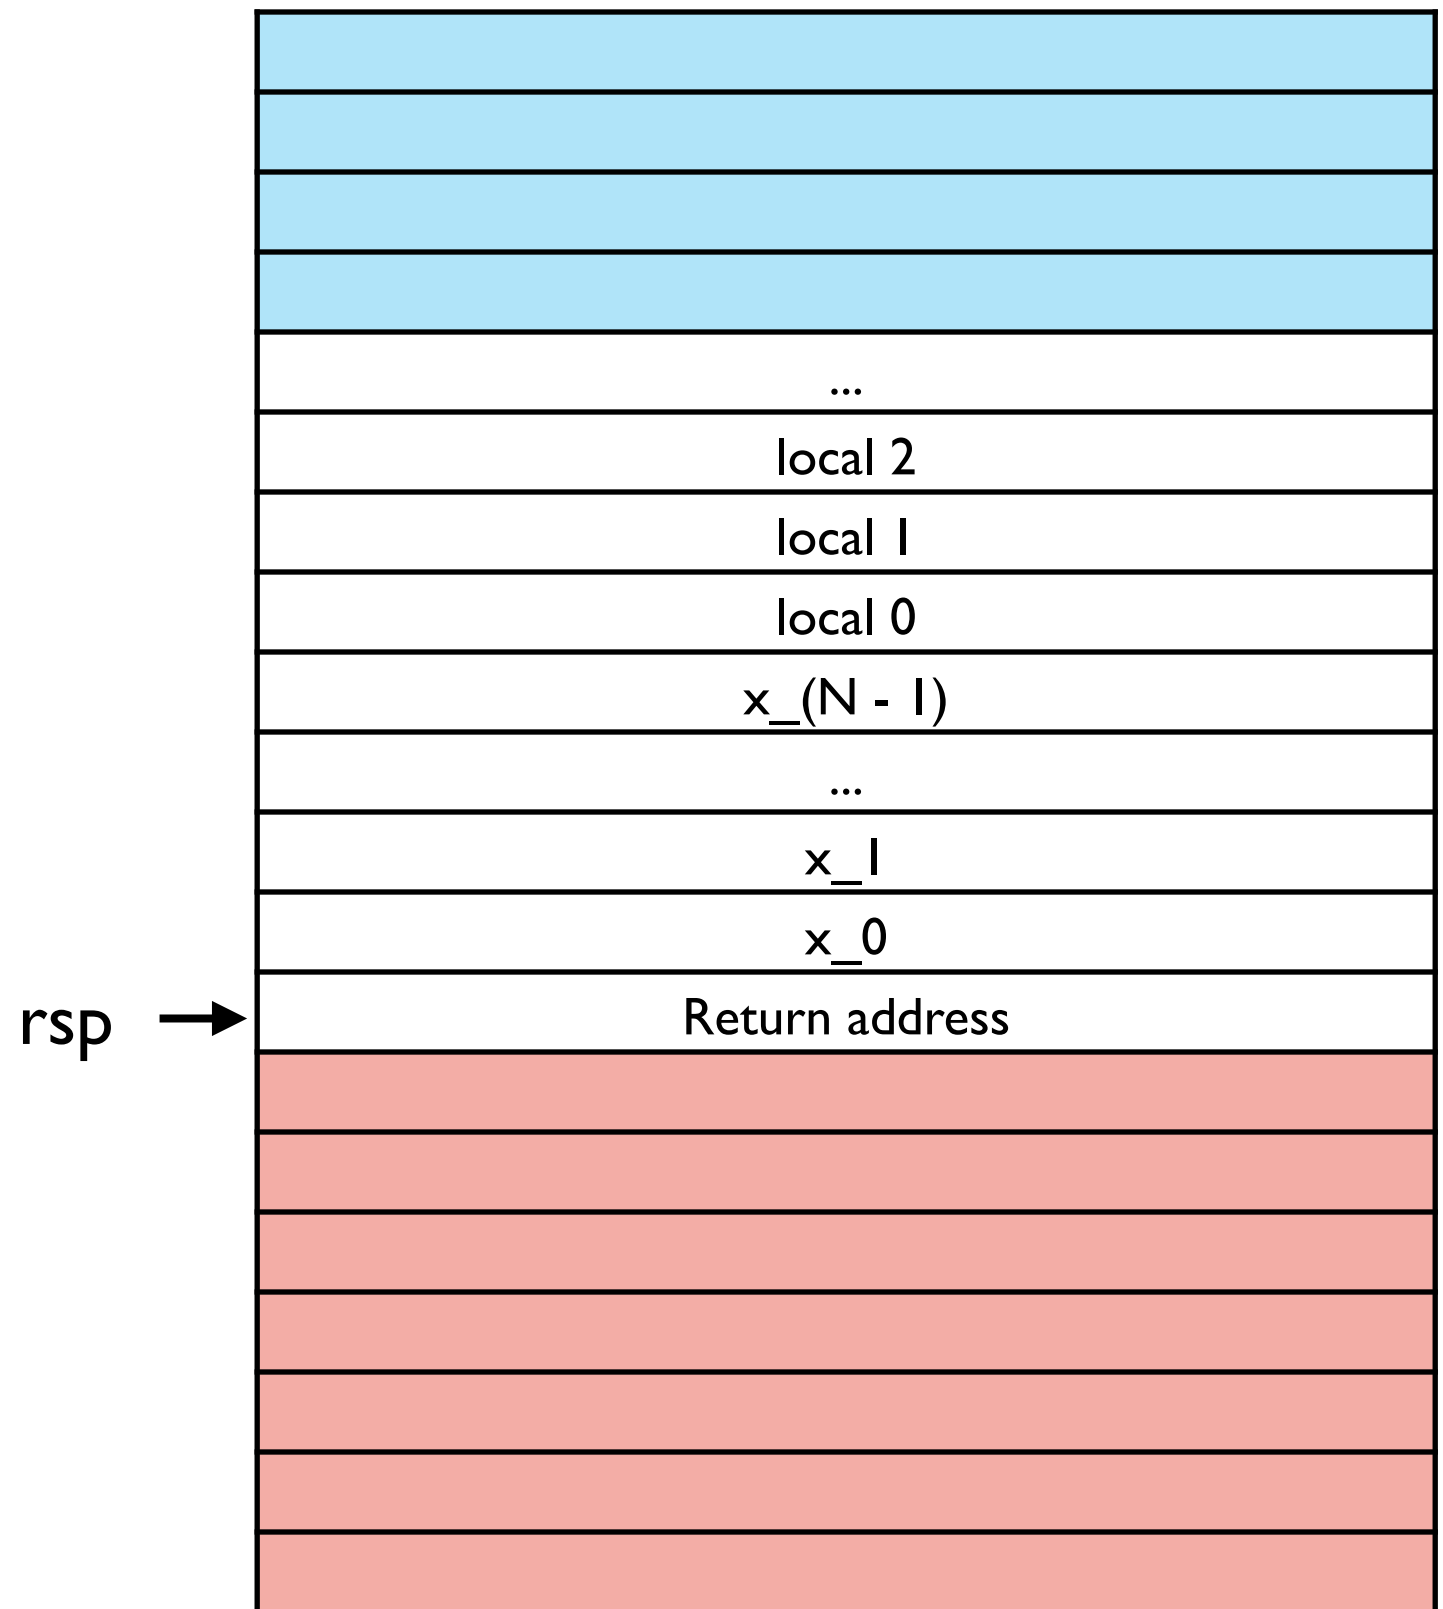 ...
local 2
local 1
local 0
x_(N - 1)
...
x_1
x_0
rsp
Return address